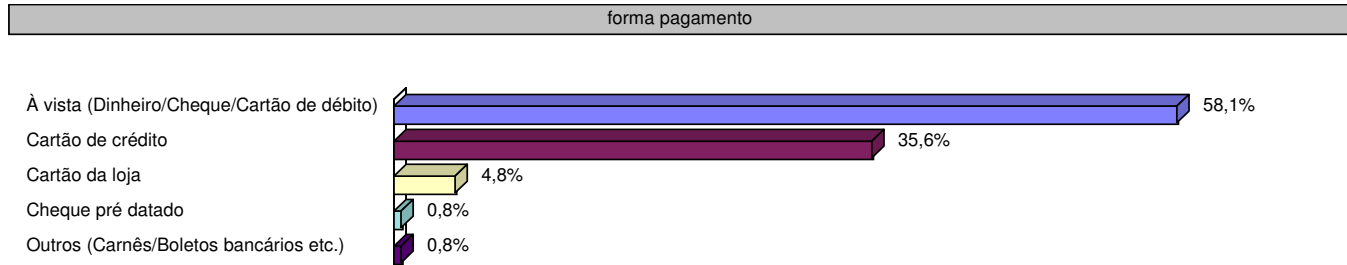 forma pagamento
À vista (Dinheiro/Cheque/Cartão de débito) 58,1%
Cartão de crédito 35,6%
Cartão da loja 4,8%
Cheque pré datado 0,8%
Outros (Carnês/Boletos bancários etc.) 0,8%